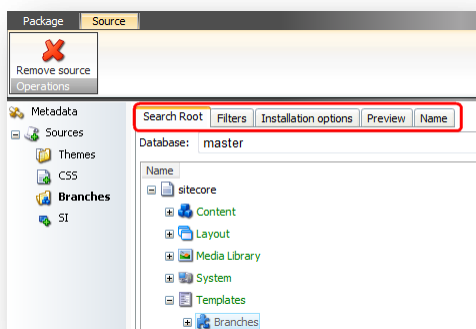 Package Source
Remove source
Operations
Metadata
Sources
Themes
CSS
Branches
SI
Search Root Filters Installation options Preview Name
Database: master
Name
sitecore
Content
Layout
Media Library
System
Templates
Branches